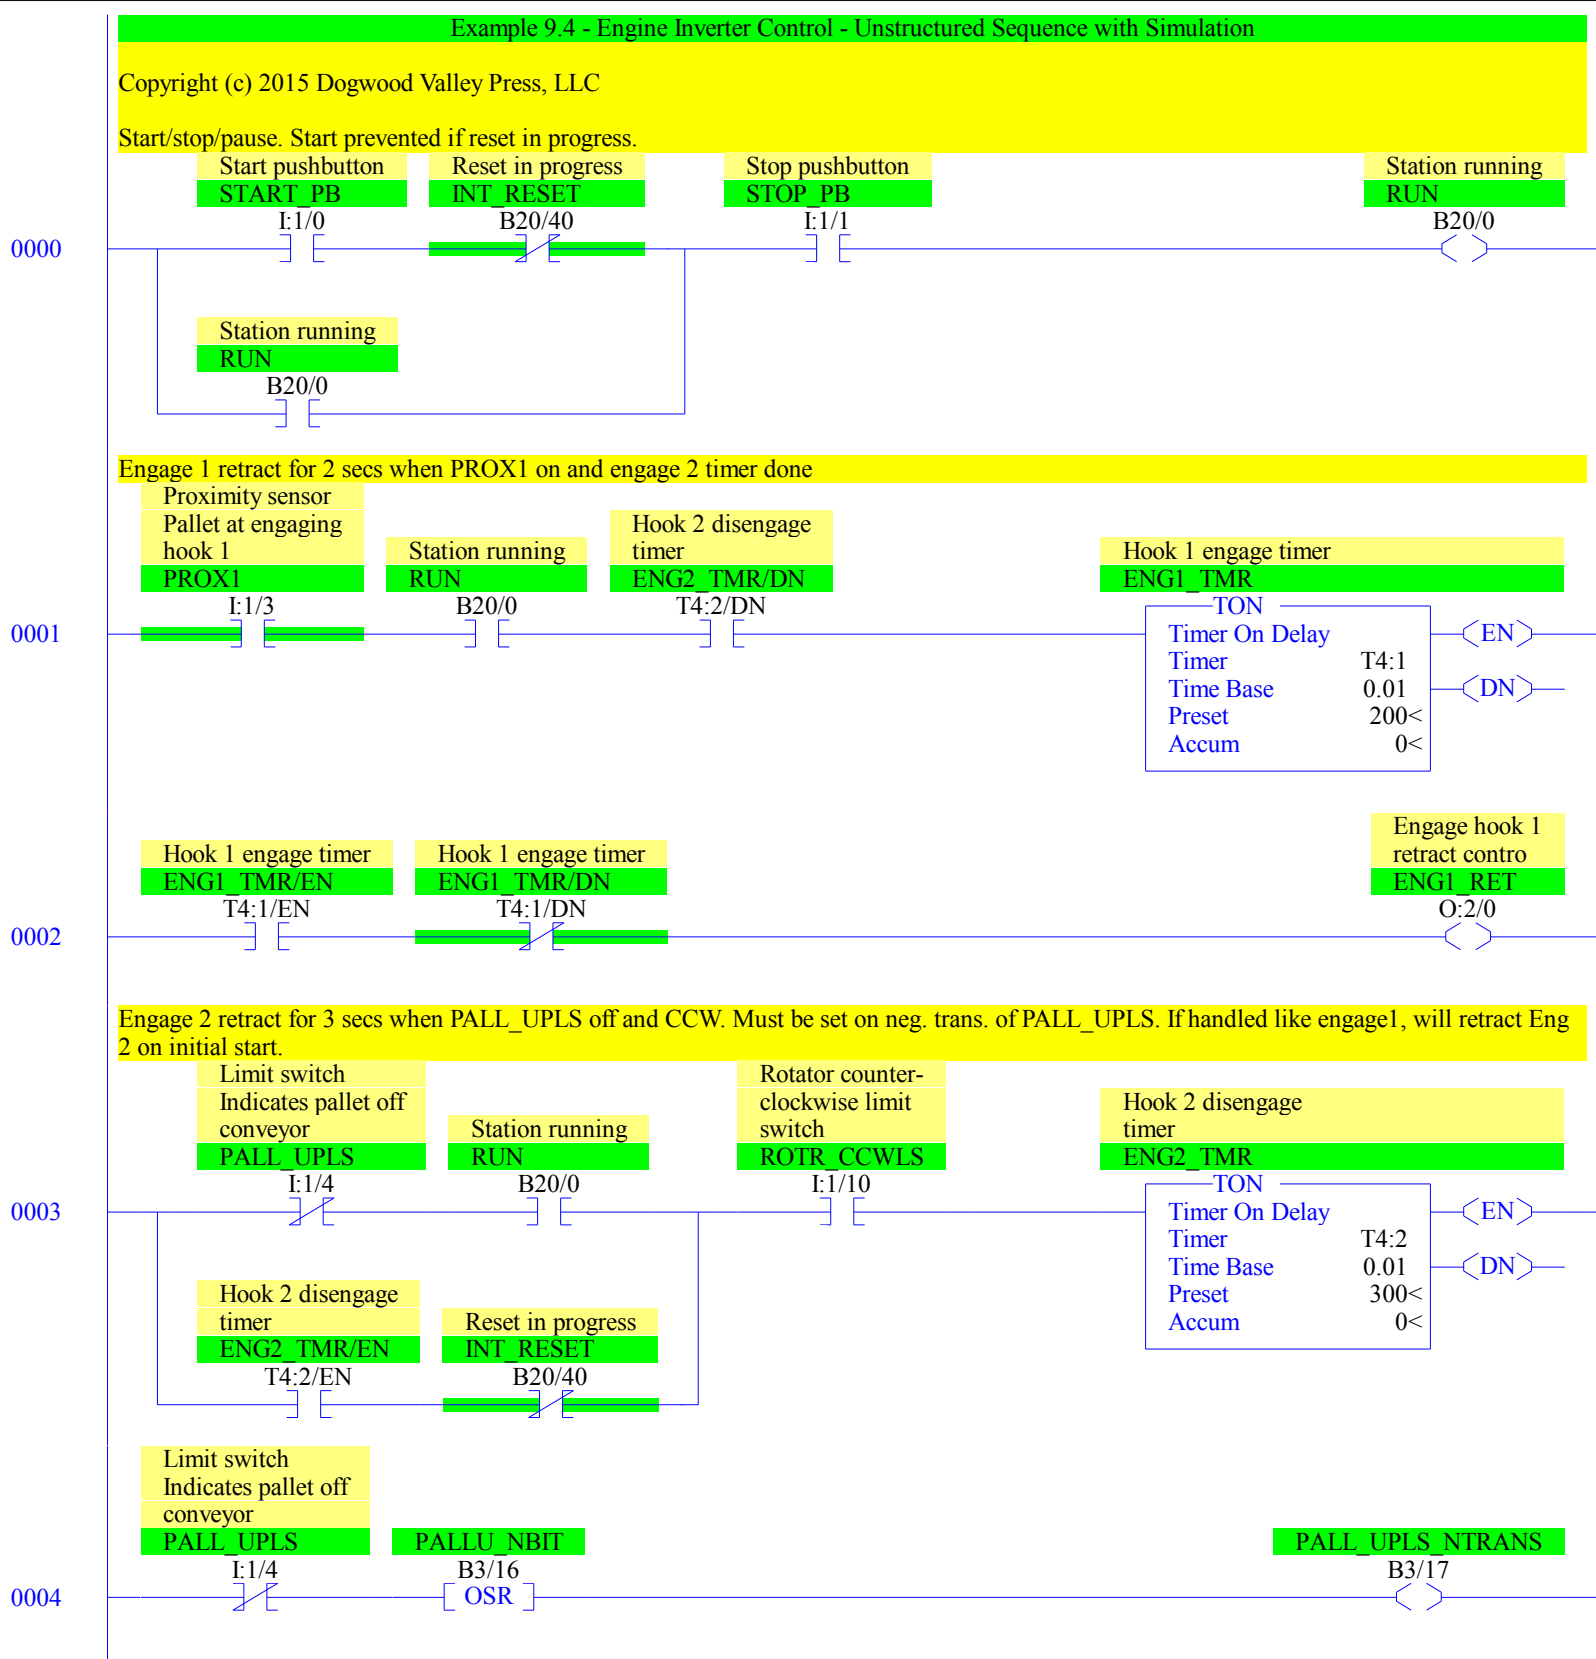 Example 9.4 - Engine Inverter Control - Unstructured Sequence with Simulation
Copyright (c) 2015 Dogwood Valley Press, LLC
Start/stop/pause. Start prevented if reset in progress.
Start pushbutton
START_PB
I:1/0
Reset in progress
INT_RESET
B20/40
Stop pushbutton
STOP_PB
I:1/1
Station running
RUN
B20/0
0000
Station running
RUN
B20/0
Engage 1 retract for 2 secs when PROX1 on and engage 2 timer done
Proximity sensor
Pallet at engaging
hook 1
PROX1
I:1/3
Station running
RUN
B20/0
Hook 2 disengage
timer
ENG2_TMR/DN
T4:2/DN
Hook 1 engage timer
ENG1_TMR
0001
TON
Timer On Delay
Timer T4:1
Time Base 0.01
Preset 200<
Accum 0<
EN
DN
Hook 1 engage timer
ENG1_TMR/EN
T4:1/EN
Hook 1 engage timer
ENG1_TMR/DN
T4:1/DN
Engage hook 1
retract contro
ENG1_RET
O:2/0
0002
Engage 2 retract for 3 secs when PALL_UPLS off and CCW. Must be set on neg. trans. of PALL_UPLS. If handled like engage1, will retract Eng
2 on initial start.
Limit switch
Indicates pallet off
conveyor
PALL_UPLS
I:1/4
Station running
RUN
B20/0
Rotator counter-
clockwise limit
switch
ROTR_CCWLS
I:1/10
Hook 2 disengage
timer
ENG2_TMR
0003
TON
Timer On Delay
Timer T4:2
Time Base 0.01
Preset 300<
Accum 0<
EN
DN
Hook 2 disengage
timer
ENG2_TMR/EN
T4:2/EN
Reset in progress
INT_RESET
B20/40
Limit switch
Indicates pallet off
conveyor
PALL_UPLS
I:1/4
PALLU_NBIT
B3/16
OSR
PALL_UPLS_NTRANS
B3/17
0004